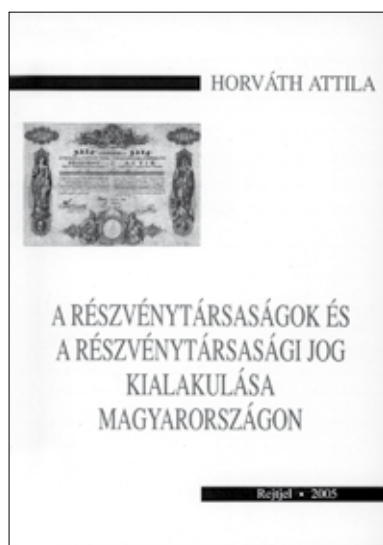 HORVÁTH ATTILA
A RÉSZVÉNYTÁRSASÁGOK ÉS
A RÉSZVÉNYTÁRSASÁGI JOG
KIALAKULÁSA
MAGYARORSZÁGON
Rejtjel • 2005